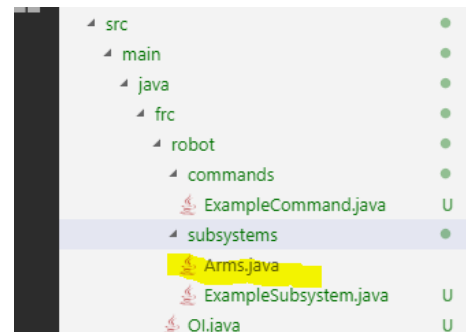 src
main
java
frc
robot
commands
ExampleCommand.java U
subsystems
Arms.java
ExampleSubsystem.java U
OI.java U